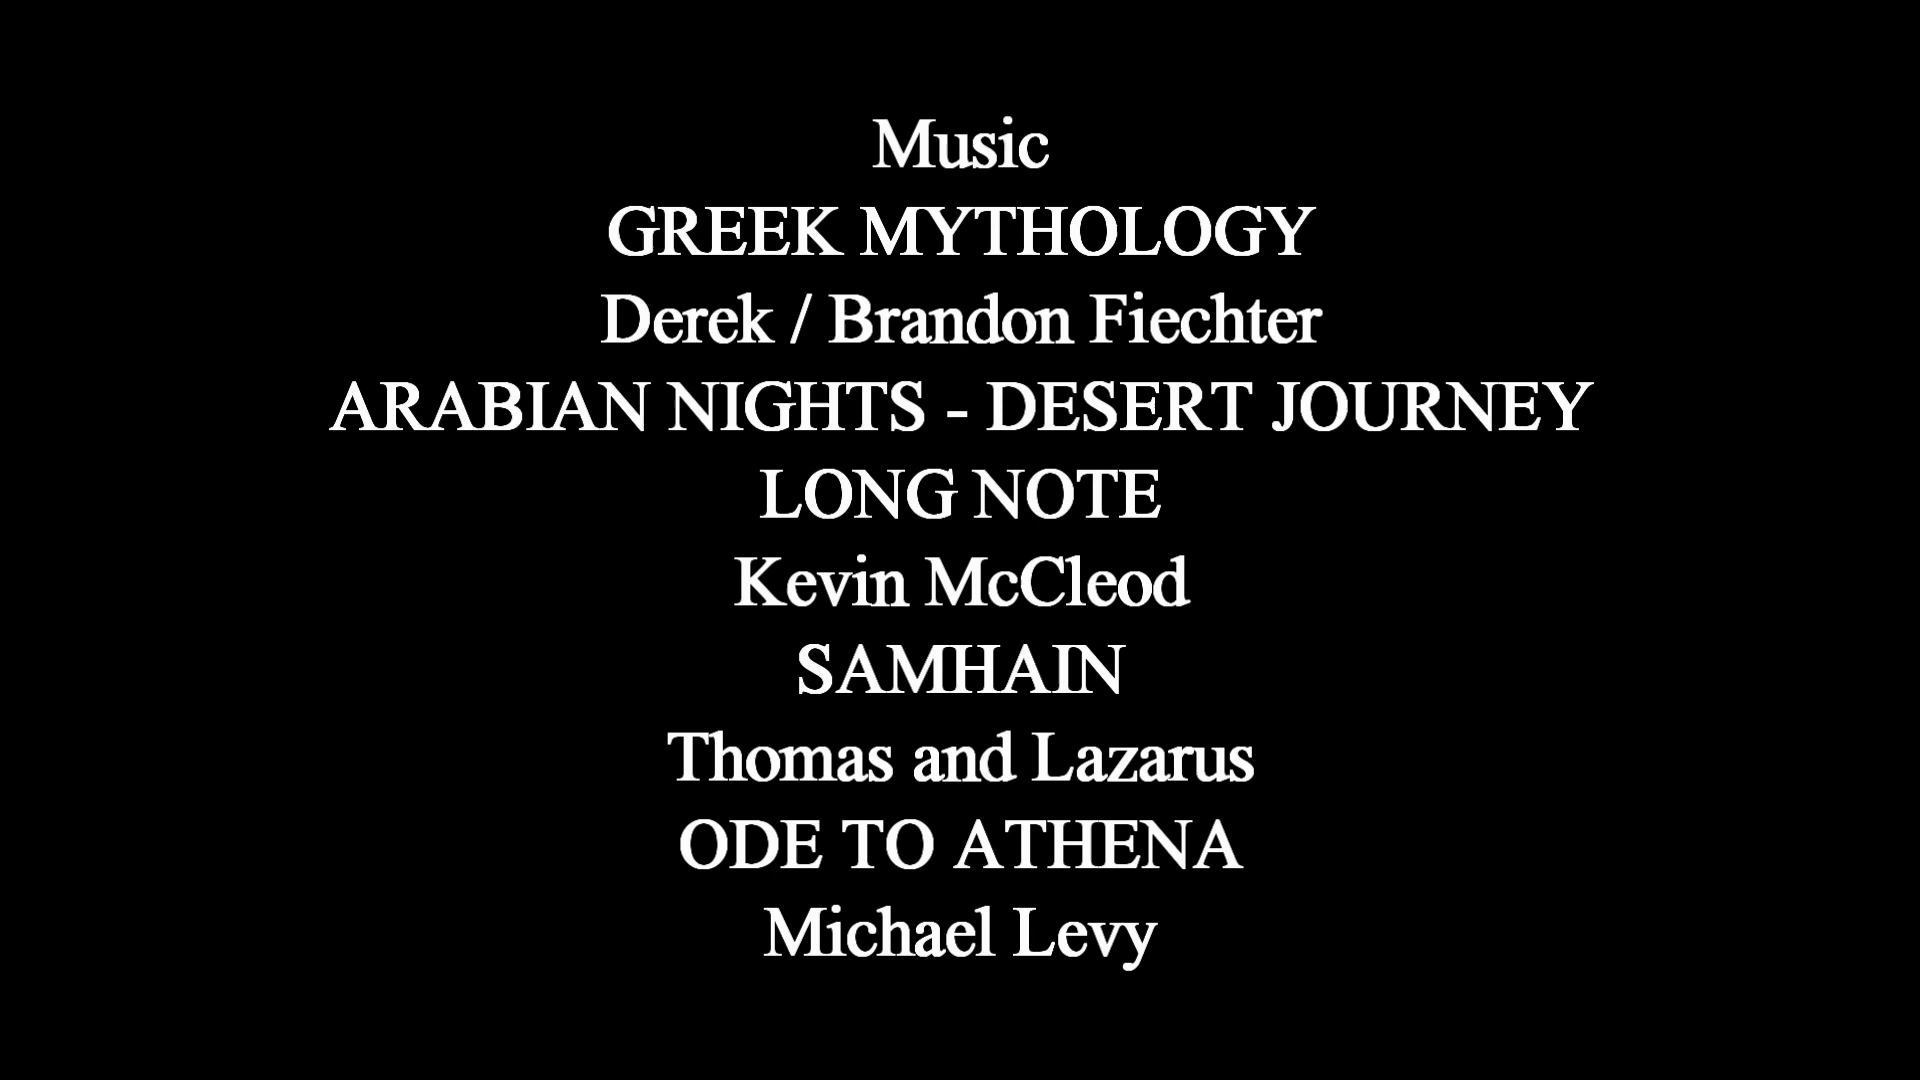 Music
GREEK MYTHOLOGY
Derek / Brandon Fiechter
ARABIAN NIGHTS - DESERT JOURNEY
LONG NOTE
Kevin McCleod
SAMHAIN
Thomas and Lazarus
ODE TO ATHENA
Michael Levy